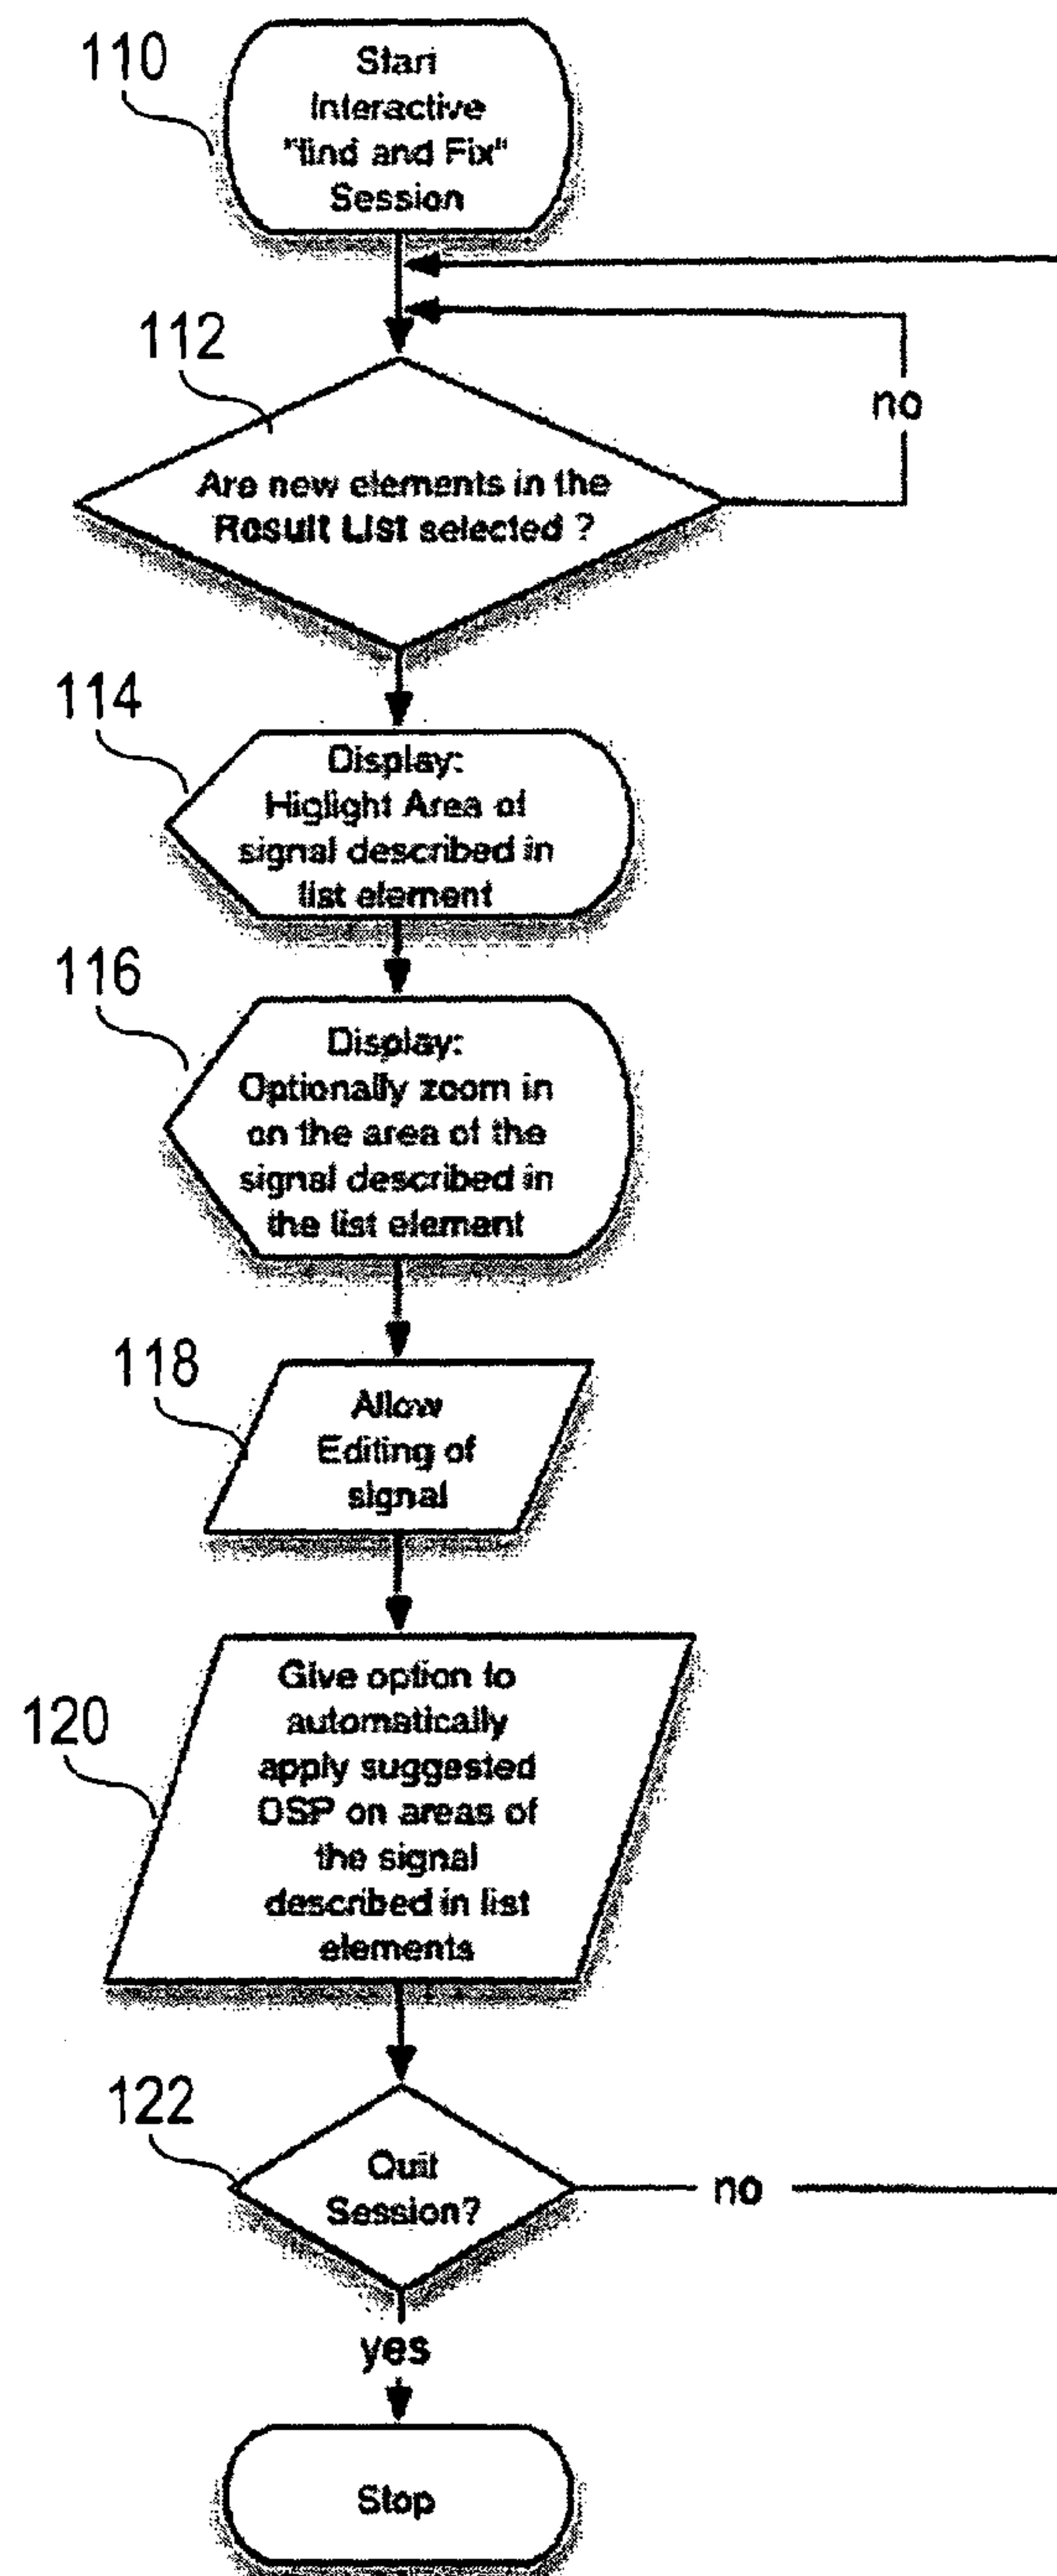 110
Start
Interactive
"find and Fix"
Session
112
no
Are new elements in the
Result List selected ?
114
Display:
Higlight Area of
signal described in
list element
116
Display:
Optionally zoom in
on the area of the
signal described in
the list element
118
Allow
Editing of
signal
120
Give option to
automatically
apply suggested
OSP on areas of
the signal
described in list
elements
122
Quit
Session?
no
yes
Stop